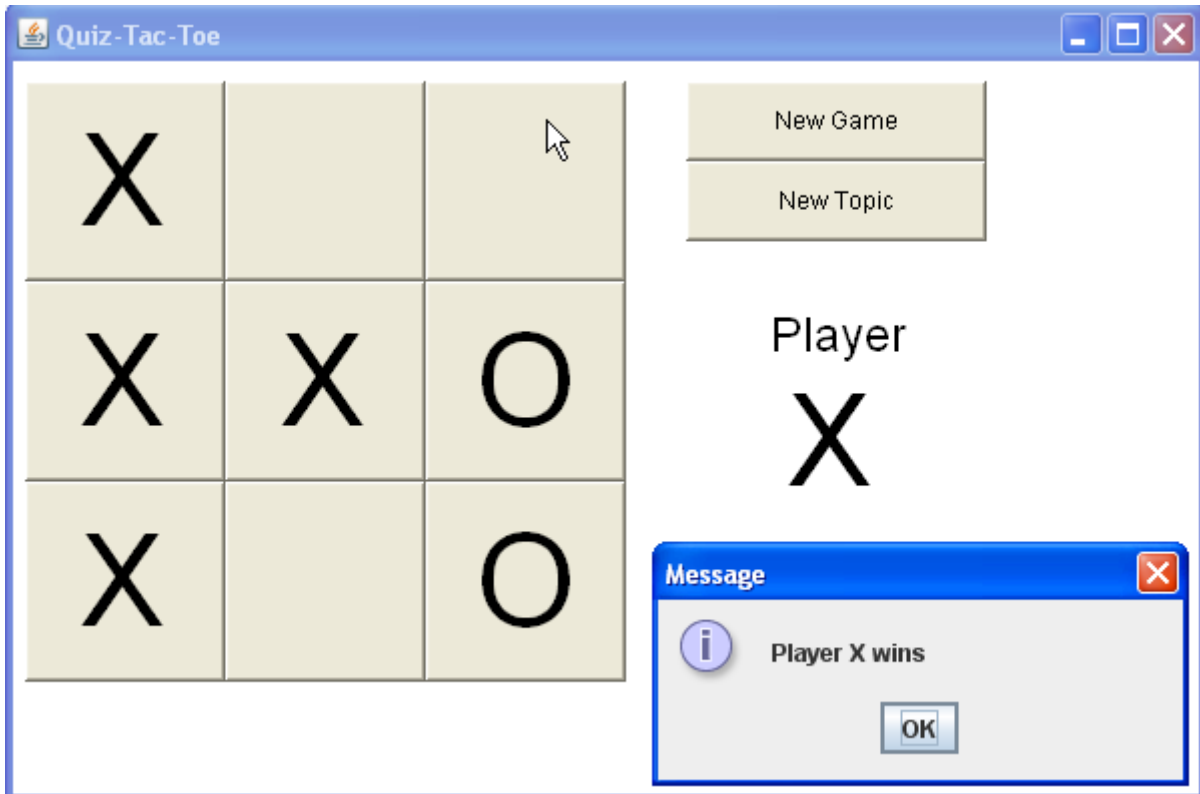 Quiz-Tac-Toe
X
X X O
X O
New Game
New Topic
Player
X
Message
Player X wins
OK